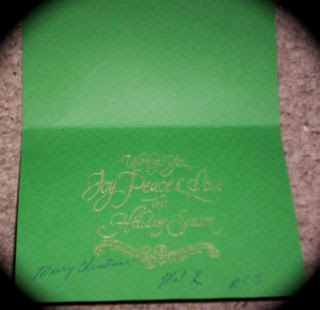 Wishing You
Joy, Peace & Love
This
Holiday Season
Merry Christmas!